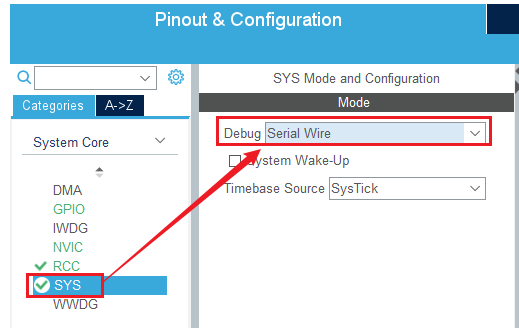 Pinout & Configuration
Categories
A->Z
System Core
DMA
GPIO
IWDG
NVIC
RCC
SYS
WWDG
SYS Mode and Configuration
Mode
Debug Serial Wire
System Wake-Up
Timebase Source SysTick